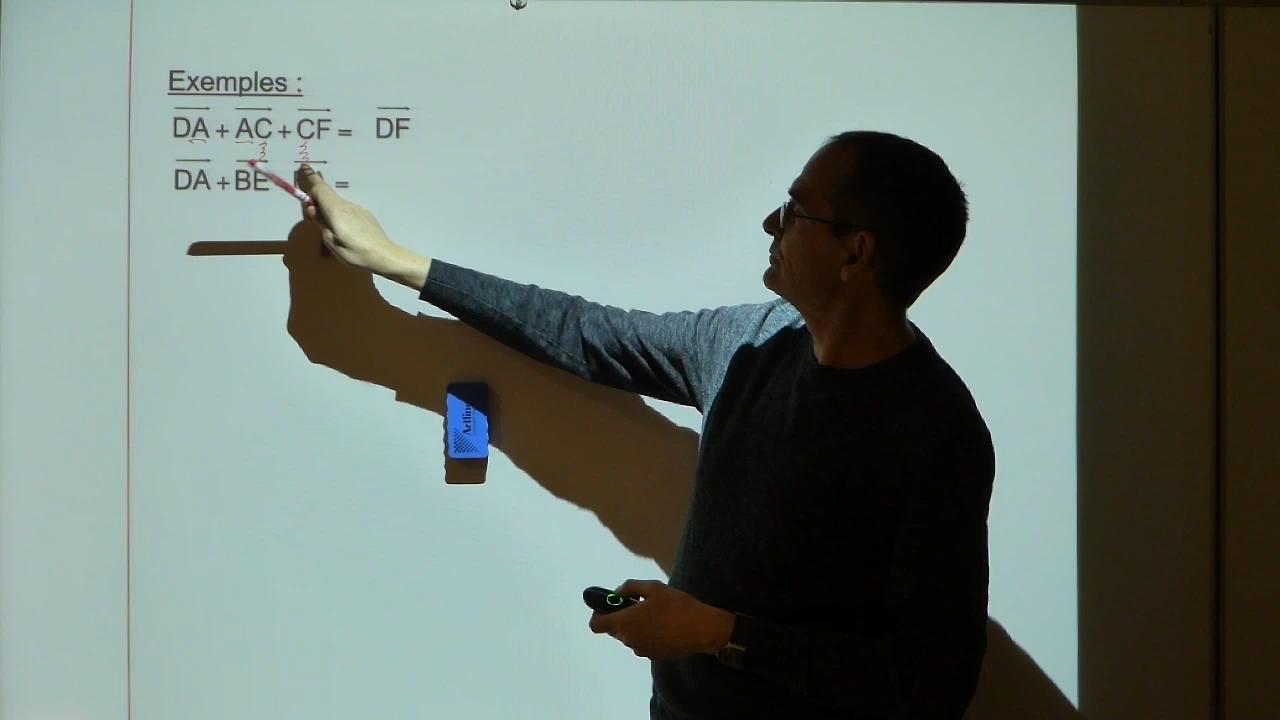 Exemples :
DA + AC + CF = DF
DA + BE =
Artline